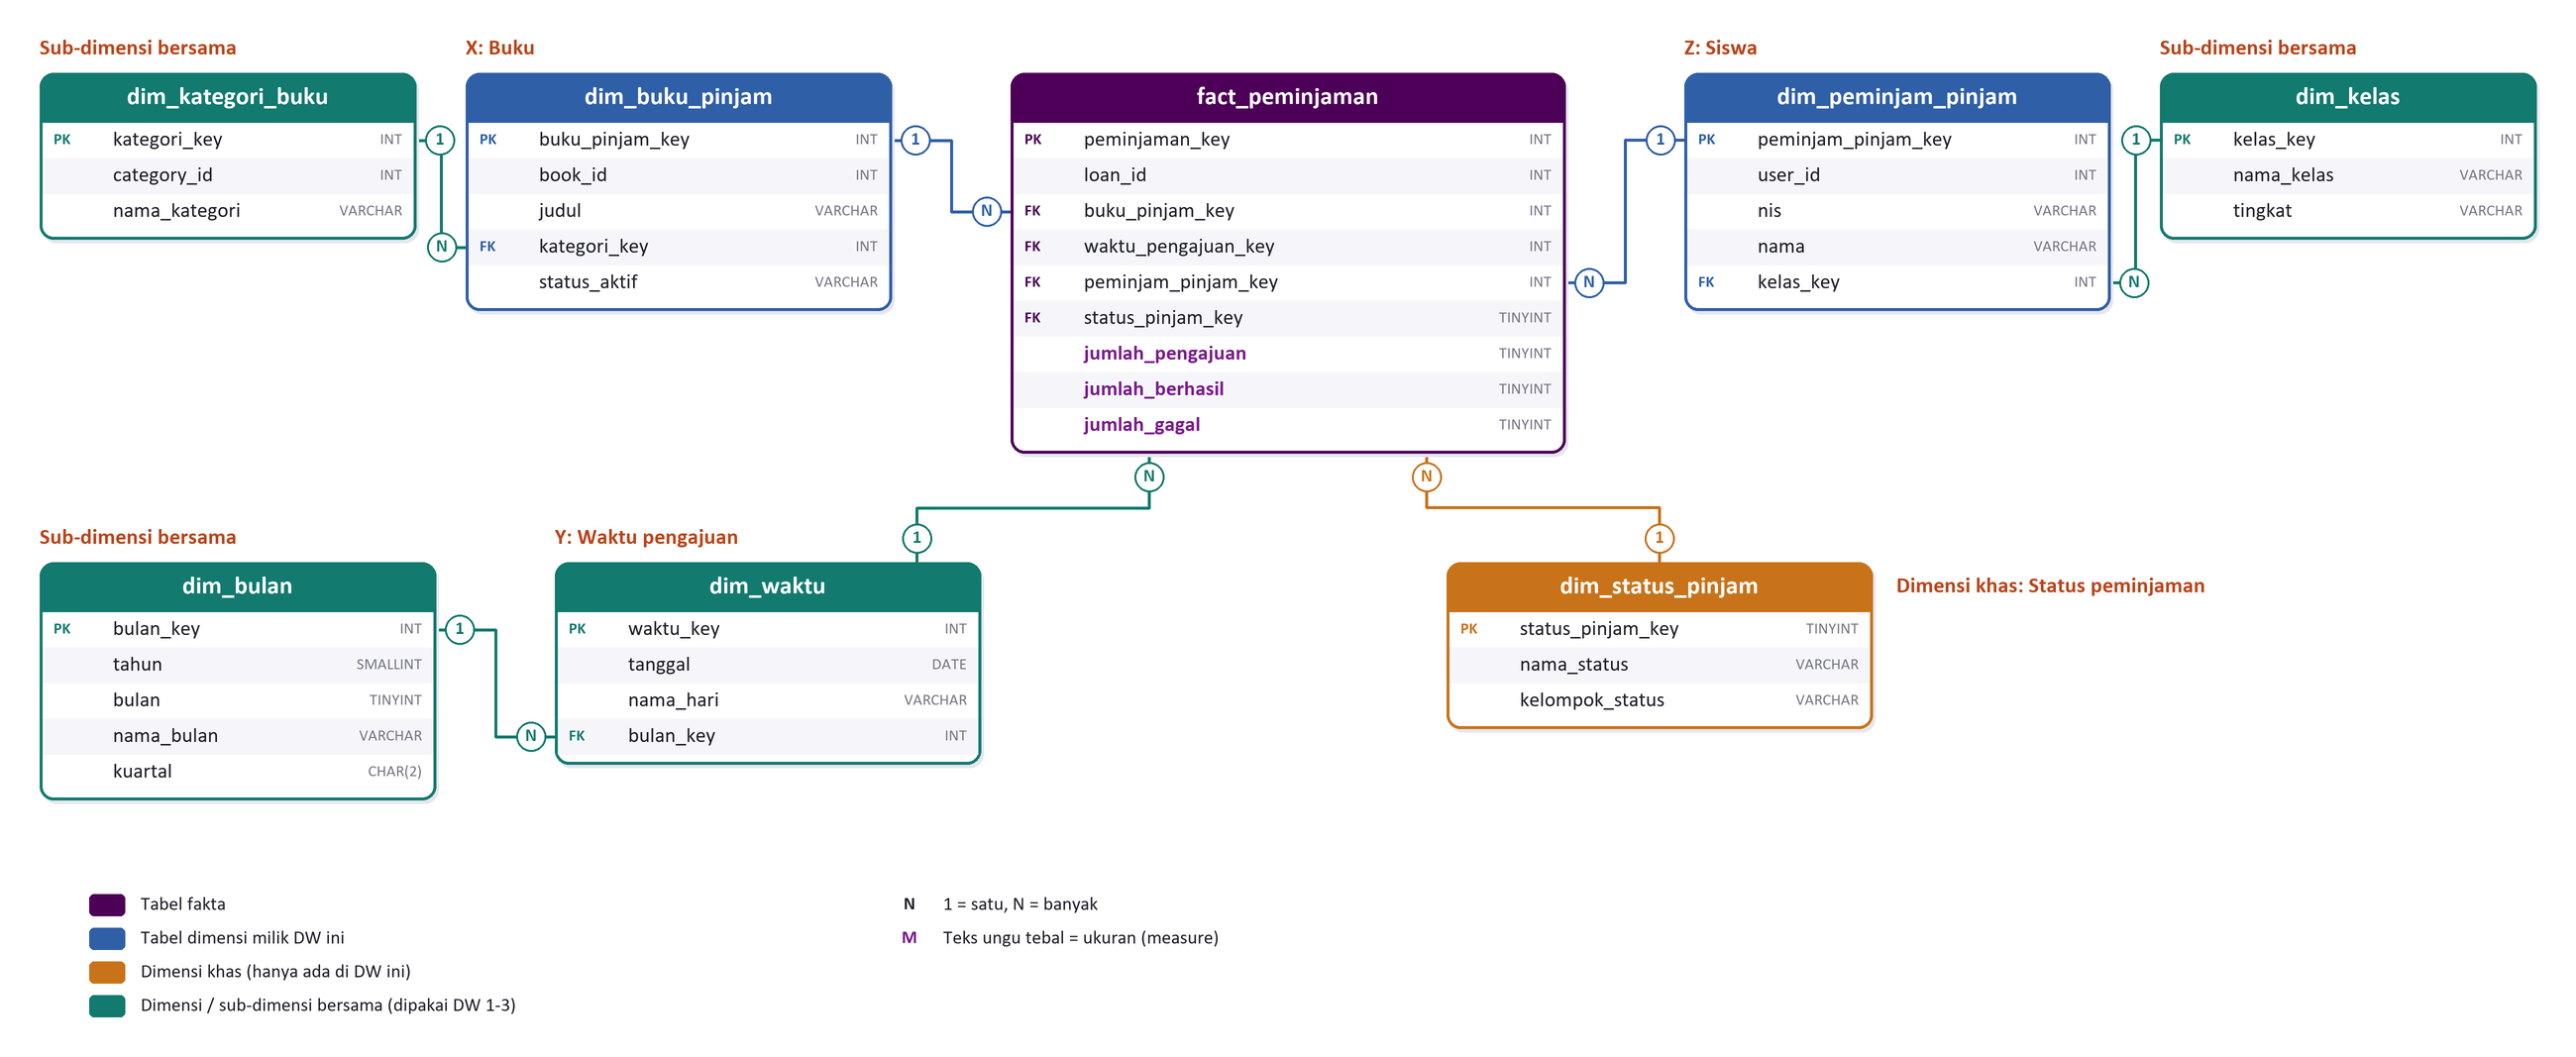 Sub-dimensi bersama
dim_kategori_buku
PK kategori_key INT
category_id INT
nama_kategori VARCHAR
1
N
X: Buku
dim_buku_pinjam
PK buku_pinjam_key INT
book_id INT
judul VARCHAR
FK kategori_key INT
status_aktif VARCHAR
1
N
fact_peminjaman
PK peminjaman_key INT
loan_id INT
FK buku_pinjam_key INT
FK waktu_pengajuan_key INT
FK peminjam_pinjam_key INT
FK status_pinjam_key TINYINT
jumlah_pengajuan TINYINT
jumlah_berhasil TINYINT
jumlah_gagal TINYINT
1
N
Z: Siswa
dim_peminjam_pinjam
PK peminjam_pinjam_key INT
user_id INT
nis VARCHAR
nama VARCHAR
FK kelas_key INT
1
N
Sub-dimensi bersama
dim_kelas
PK kelas_key INT
nama_kelas VARCHAR
tingkat VARCHAR
N
1
N
1
Sub-dimensi bersama
dim_bulan
PK bulan_key INT
tahun SMALLINT
bulan TINYINT
nama_bulan VARCHAR
kuartal CHAR(2)
1
N
Y: Waktu pengajuan
dim_waktu
PK waktu_key INT
tanggal DATE
nama_hari VARCHAR
FK bulan_key INT
dim_status_pinjam
PK status_pinjam_key TINYINT
nama_status VARCHAR
kelompok_status VARCHAR
Dimensi khas: Status peminjaman
Tabel fakta
Tabel dimensi milik DW ini
Dimensi khas (hanya ada di DW ini)
Dimensi / sub-dimensi bersama (dipakai DW 1-3)
N 1 = satu, N = banyak
M Teks ungu tebal = ukuran (measure)